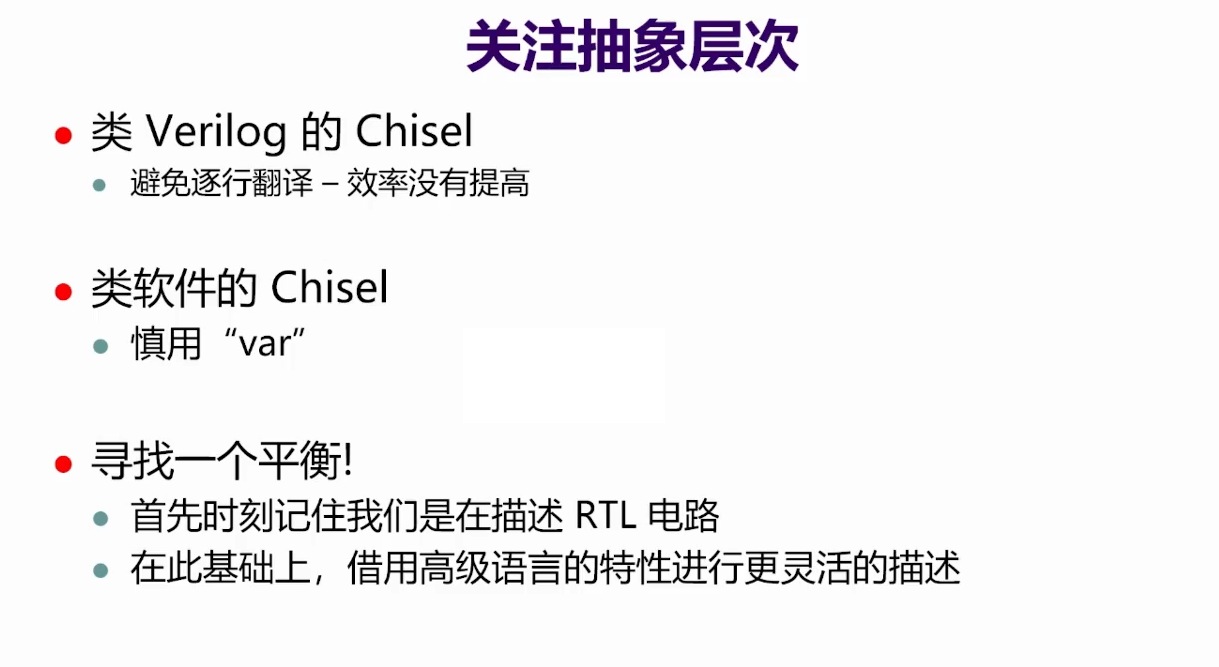 关注抽象层次
类 Verilog 的 Chisel
避免逐行翻译 – 效率没有提高
类软件的 Chisel
慎用“var”
寻找一个平衡!
首先时刻记住我们是在描述 RTL 电路
在此基础上，借用高级语言的特性进行更灵活的描述